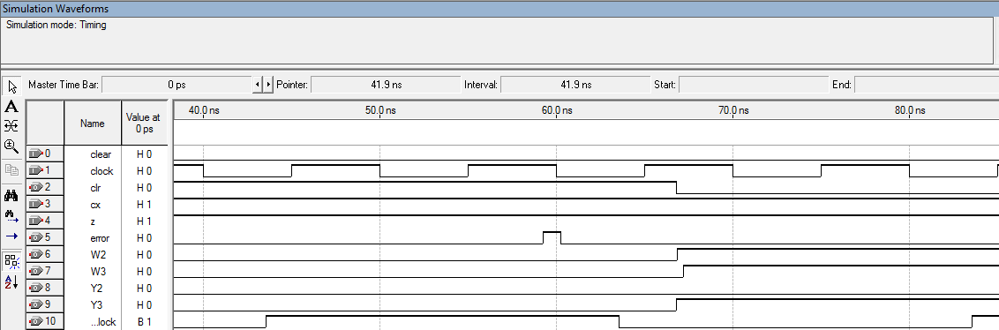 Simulation Waveforms
Simulation mode: Timing
Master Time Bar: 0 ps Pointer: 41.9 ns Interval: 41.9 ns Start: End:
Name Value at 0 ps 40.0 ns 50.0 ns 60.0 ns 70.0 ns 80.0 ns
0 clear H 0
1 clock H 0
2 clr H 0
3 cx H 1
4 z H 1
5 error H 0
6 W2 H 0
7 W3 H 0
8 Y2 H 0
9 Y3 H 0
10 ...lock B 1